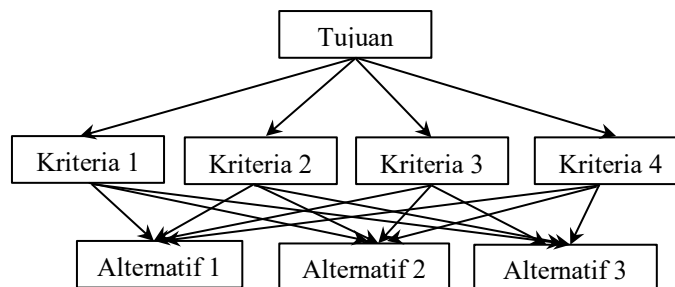 Tujuan
Kriteria 1
Kriteria 2
Kriteria 3
Kriteria 4
Alternatif 1
Alternatif 2
Alternatif 3